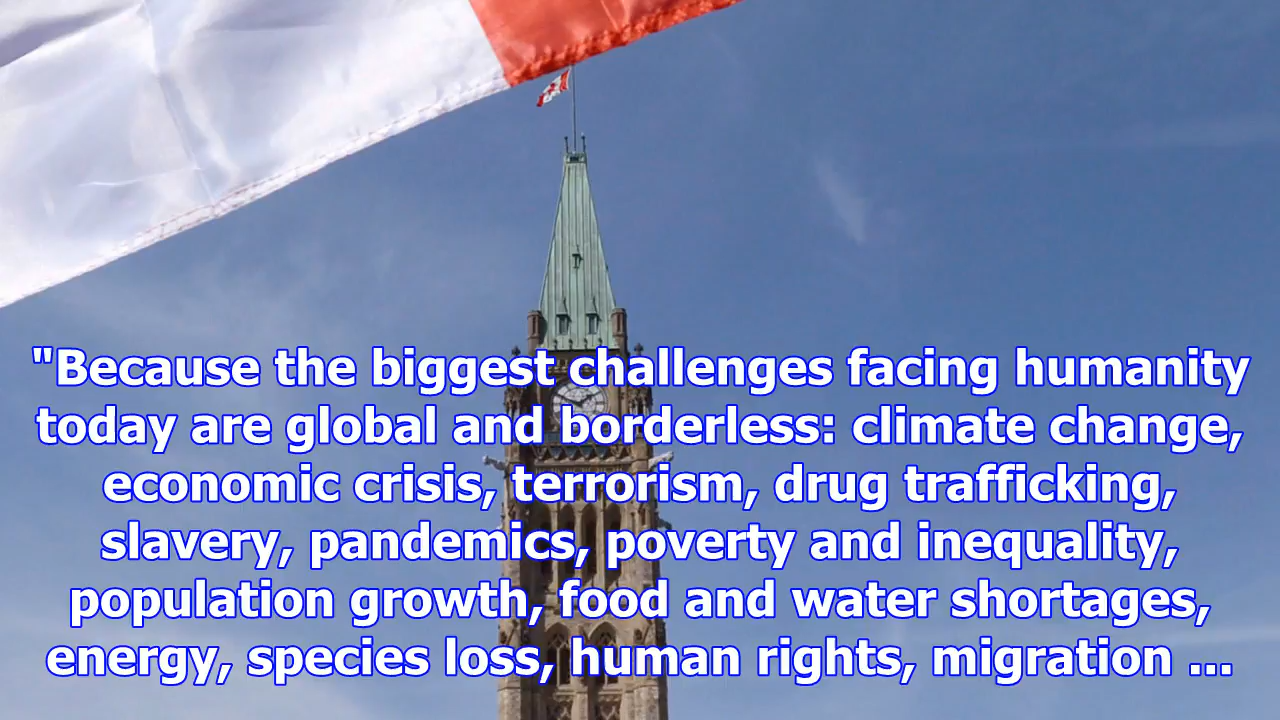 "Because the biggest challenges facing humanity
today are global and borderless: climate change,
economic crisis, terrorism, drug trafficking,
slavery, pandemics, poverty and inequality,
population growth, food and water shortages,
energy, species loss, human rights, migration ...